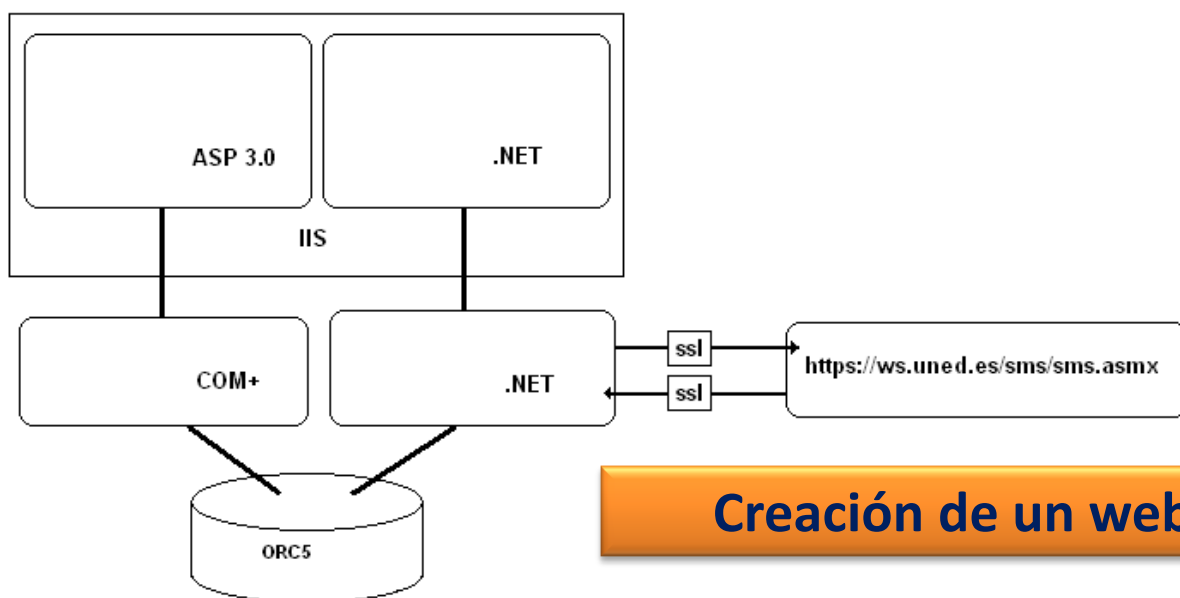 ASP 3.0
.NET
IIS
COM+
.NET
ssl
ssl
https://ws.uned.es/sms/sms.asmx
ORC5
Creación de un web